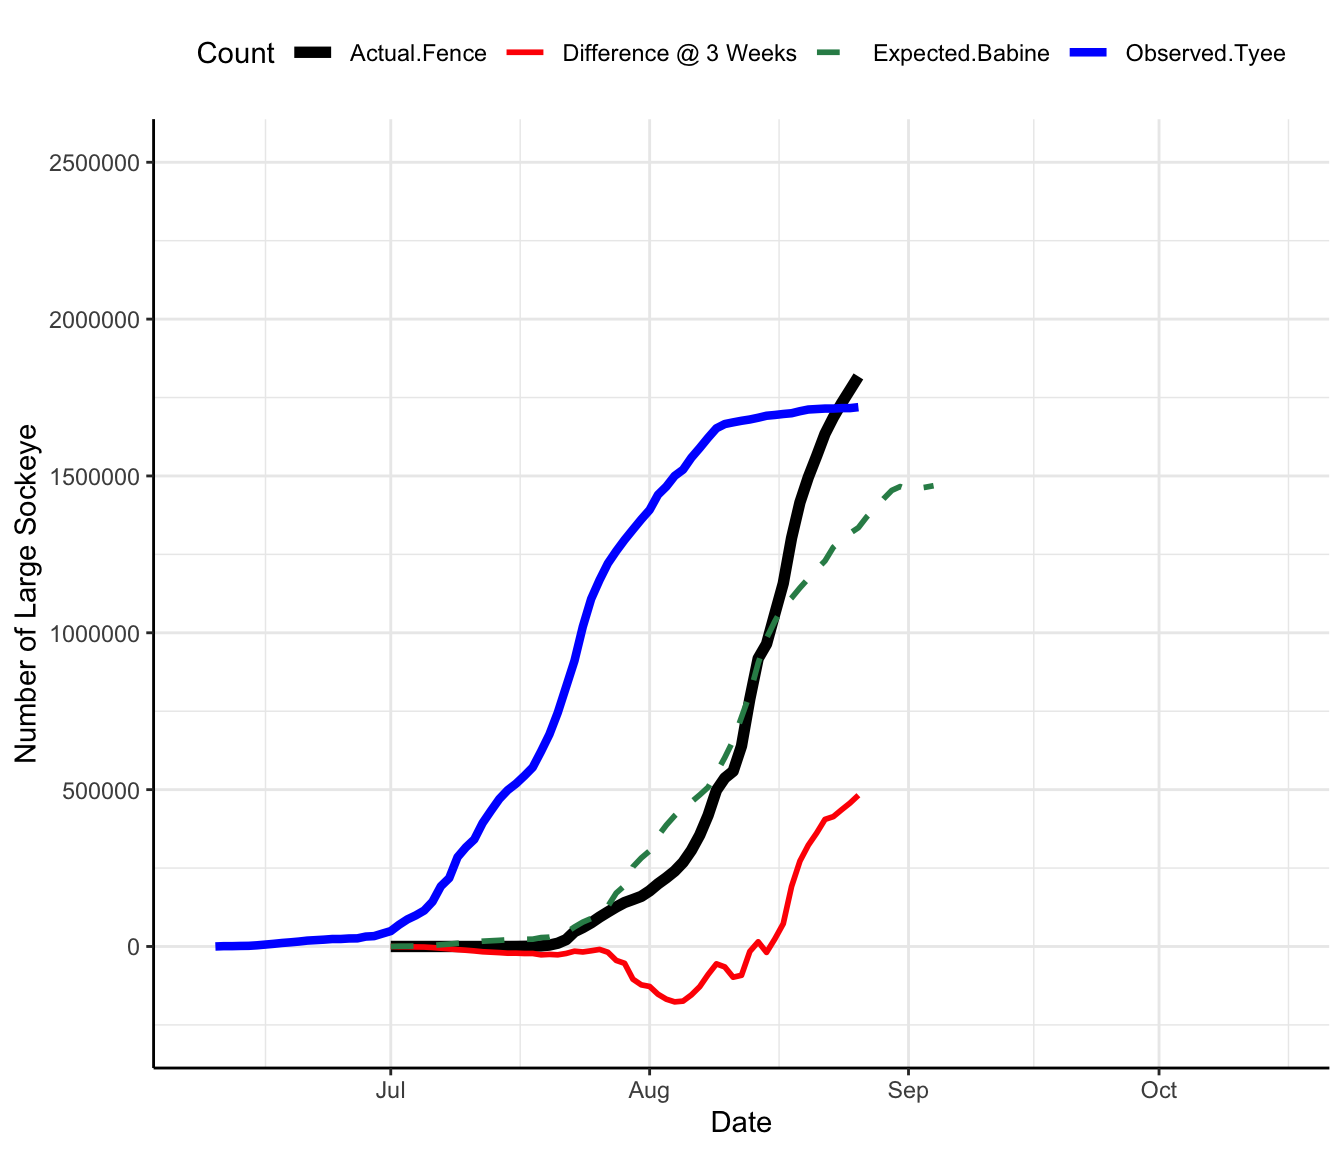 Count Actual.Fence Difference @ 3 Weeks Expected.Babine Observed.Tyee
Number of Large Sockeye
2500000
2000000
1500000
1000000
500000
0
Jul Aug Sep Oct
Date